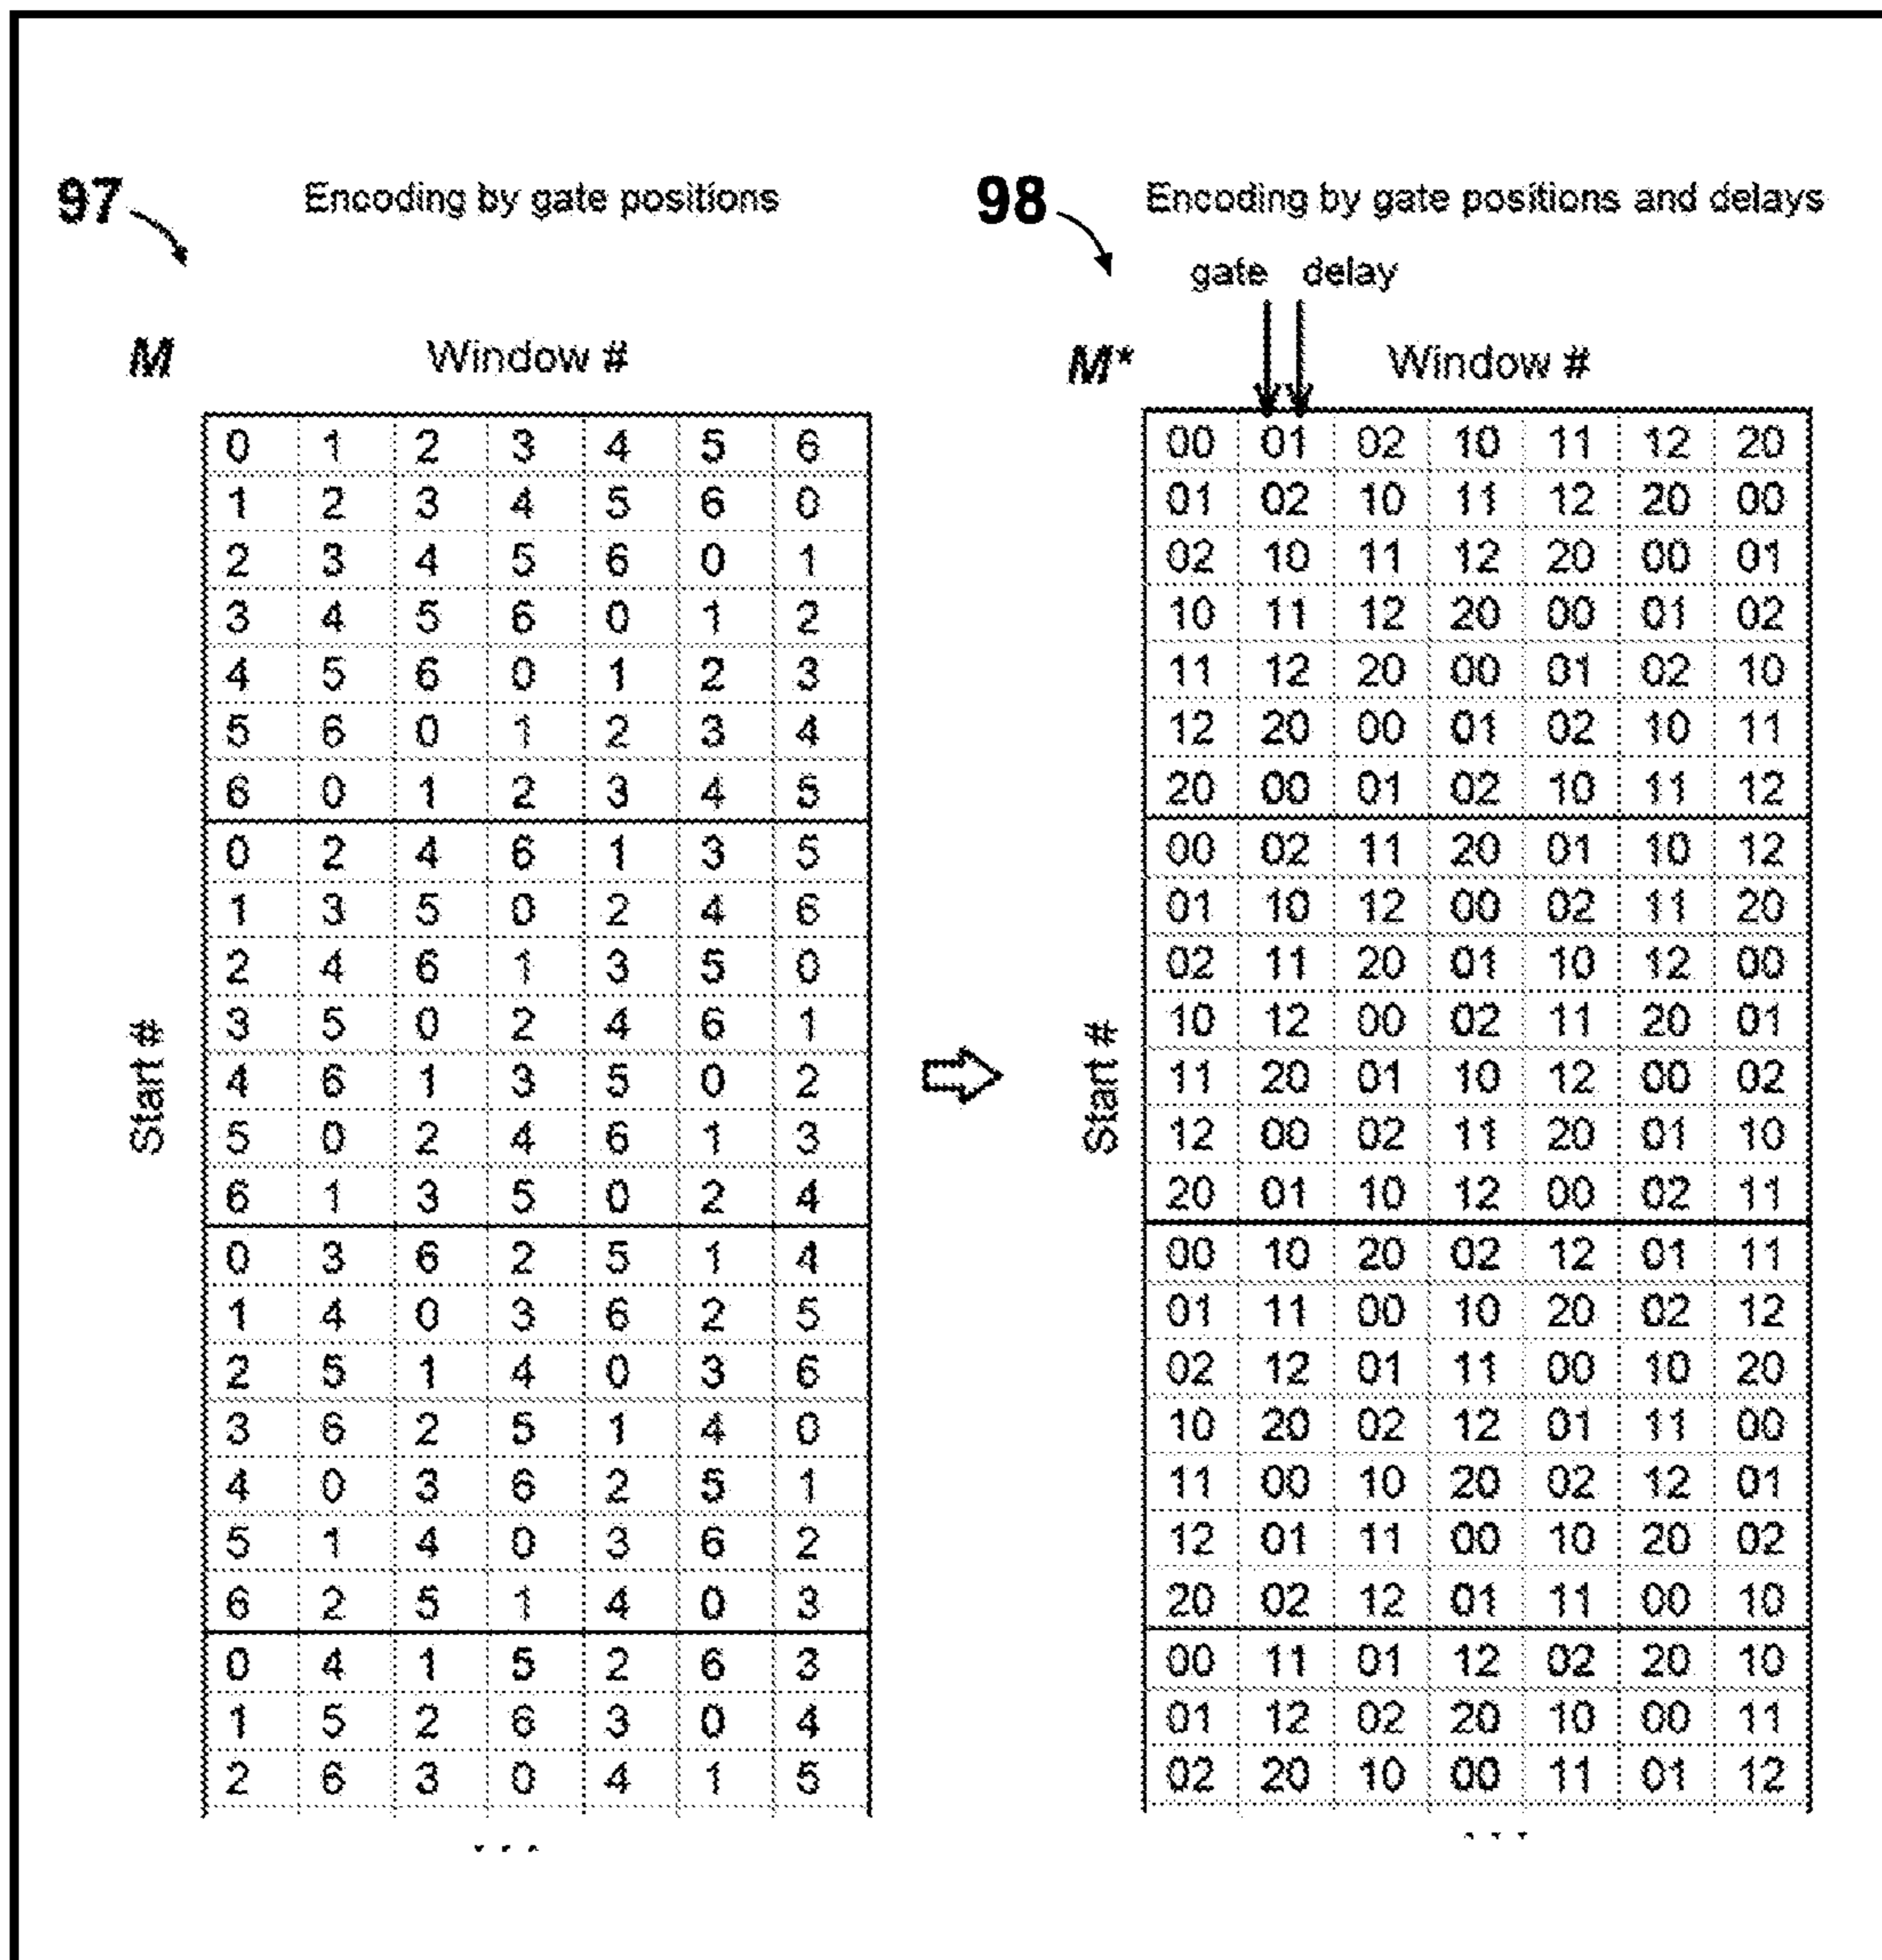 97 Encoding by gate positions
M Window #
Start #
0 1 2 3 4 5 6
1 2 3 4 5 6 0
2 3 4 5 6 0 1
3 4 5 6 0 1 2
4 5 6 0 1 2 3
5 6 0 1 2 3 4
6 0 1 2 3 4 5
0 2 4 6 1 3 5
1 3 5 0 2 4 6
2 4 6 1 3 5 0
3 5 0 2 4 6 1
4 6 1 3 5 0 2
5 0 2 4 6 1 3
6 1 3 5 0 2 4
0 3 6 2 5 1 4
1 4 0 3 6 2 5
2 5 1 4 0 3 6
3 6 2 5 1 4 0
4 0 3 6 2 5 1
5 1 4 0 3 6 2
6 2 5 1 4 0 3
0 4 1 5 2 6 3
1 5 2 6 3 0 4
2 6 3 0 4 1 5
98 Encoding by gate positions and delays
gate delay
M* Window #
Start #
00 01 02 10 11 12 20
01 02 10 11 12 20 00
02 10 11 12 20 00 01
10 11 12 20 00 01 02
11 12 20 00 01 02 10
12 20 00 01 02 10 11
20 00 01 02 10 11 12
00 02 11 20 01 10 12
01 10 12 00 02 11 20
02 11 20 01 10 12 00
10 12 00 02 11 20 01
11 20 01 10 12 00 02
12 00 02 11 20 01 10
20 01 10 12 00 02 11
00 10 20 02 12 01 11
01 11 00 10 20 02 12
02 12 01 11 00 10 20
10 20 02 12 01 11 00
11 00 10 20 02 12 01
12 01 11 00 10 20 02
20 02 12 01 11 00 10
00 11 01 12 02 20 10
01 12 02 20 10 00 11
02 20 10 00 11 01 12